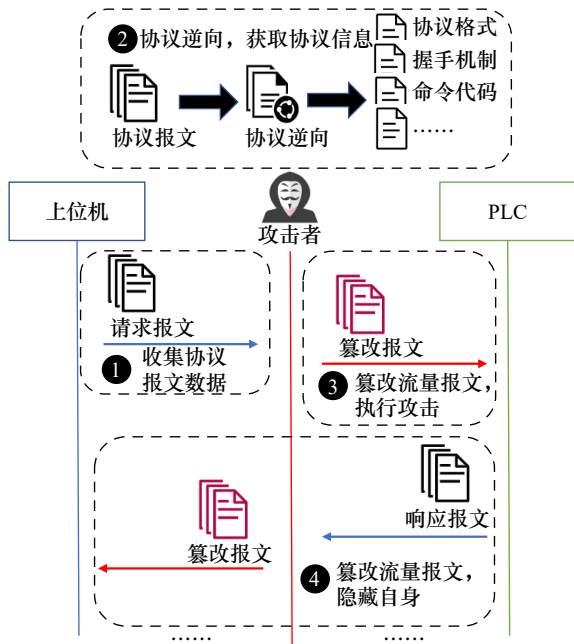 2 协议逆向，获取协议信息
协议格式
握手机制
命令代码
……
协议报文
协议逆向
上位机
攻击者
PLC
请求报文
1 收集协议
报文数据
篡改报文
3 篡改流量报文，
执行攻击
响应报文
篡改报文
4 篡改流量报文，
隐藏自身
……
……